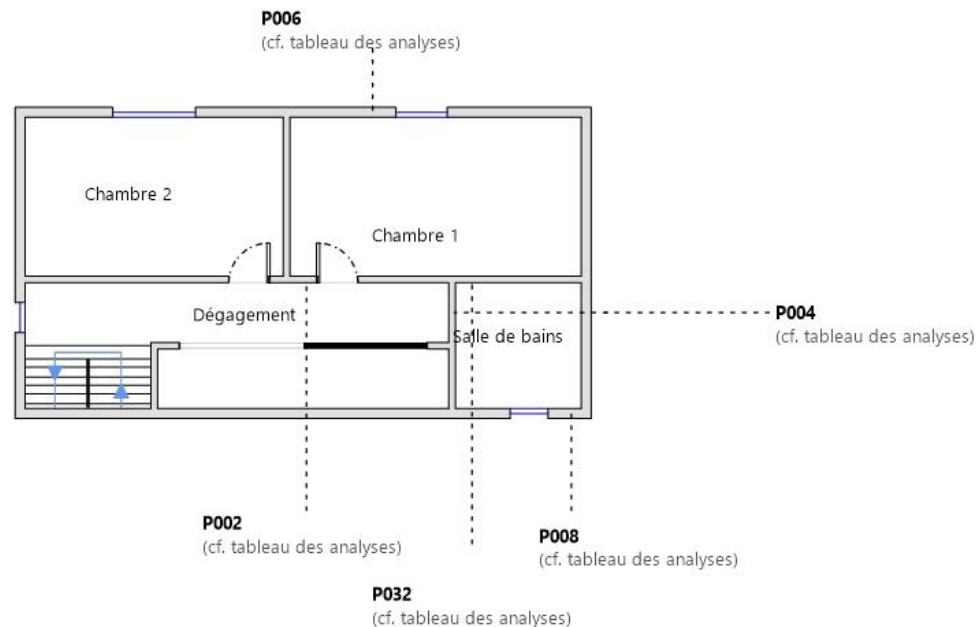 P006
(cf. tableau des analyses)
Chambre 2
Chambre 1
Dégagement
P004
(cf. tableau des analyses)
Salle de bains
P002
(cf. tableau des analyses)
P008
(cf. tableau des analyses)
P032
(cf. tableau des analyses)